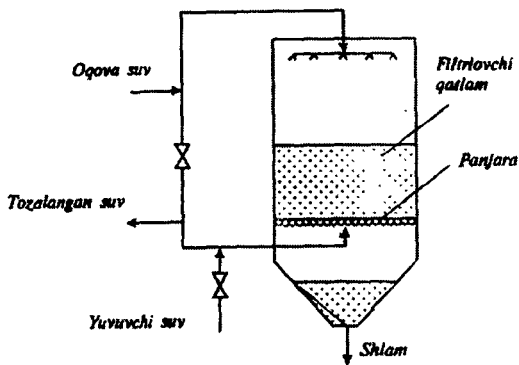 Oqova suv
Filtrlovchi
qatlam
Panjara
Tozalangan suv
Yuvuvchi suv
Shlam